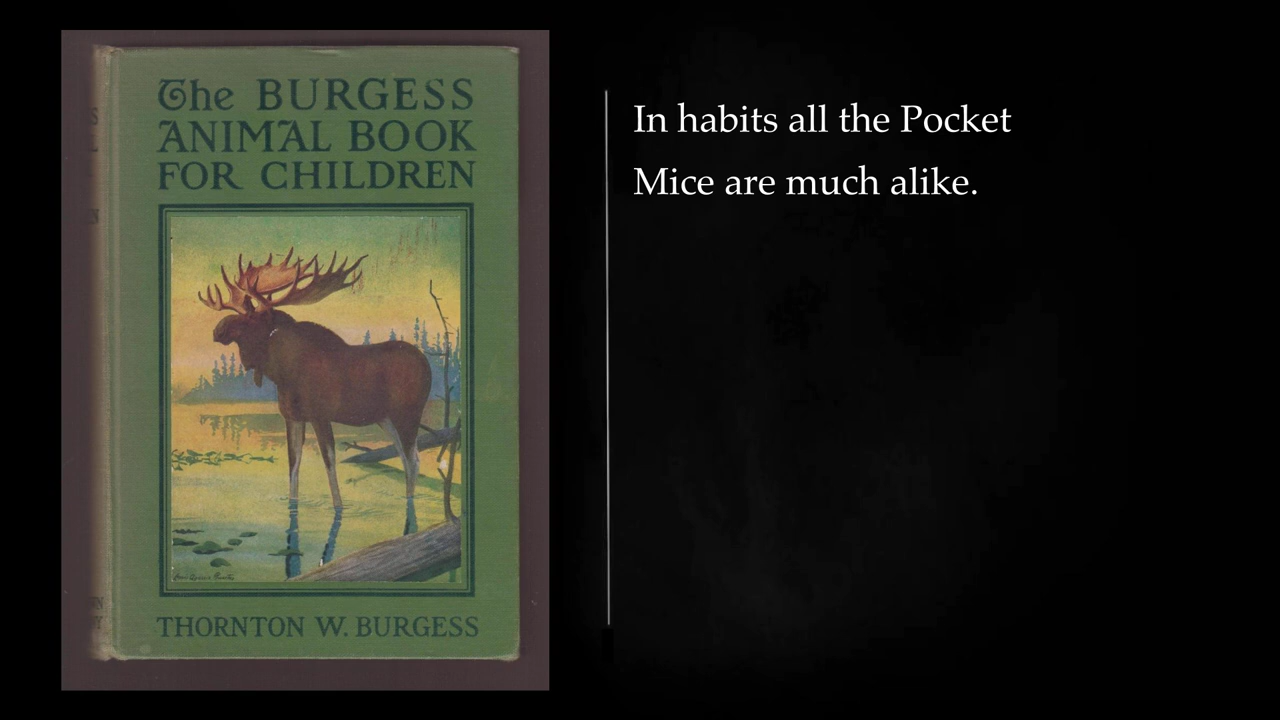 The BURGESS
ANIMAL BOOK
FOR CHILDREN
THORNTON W. BURGESS
In habits all the Pocket
Mice are much alike.